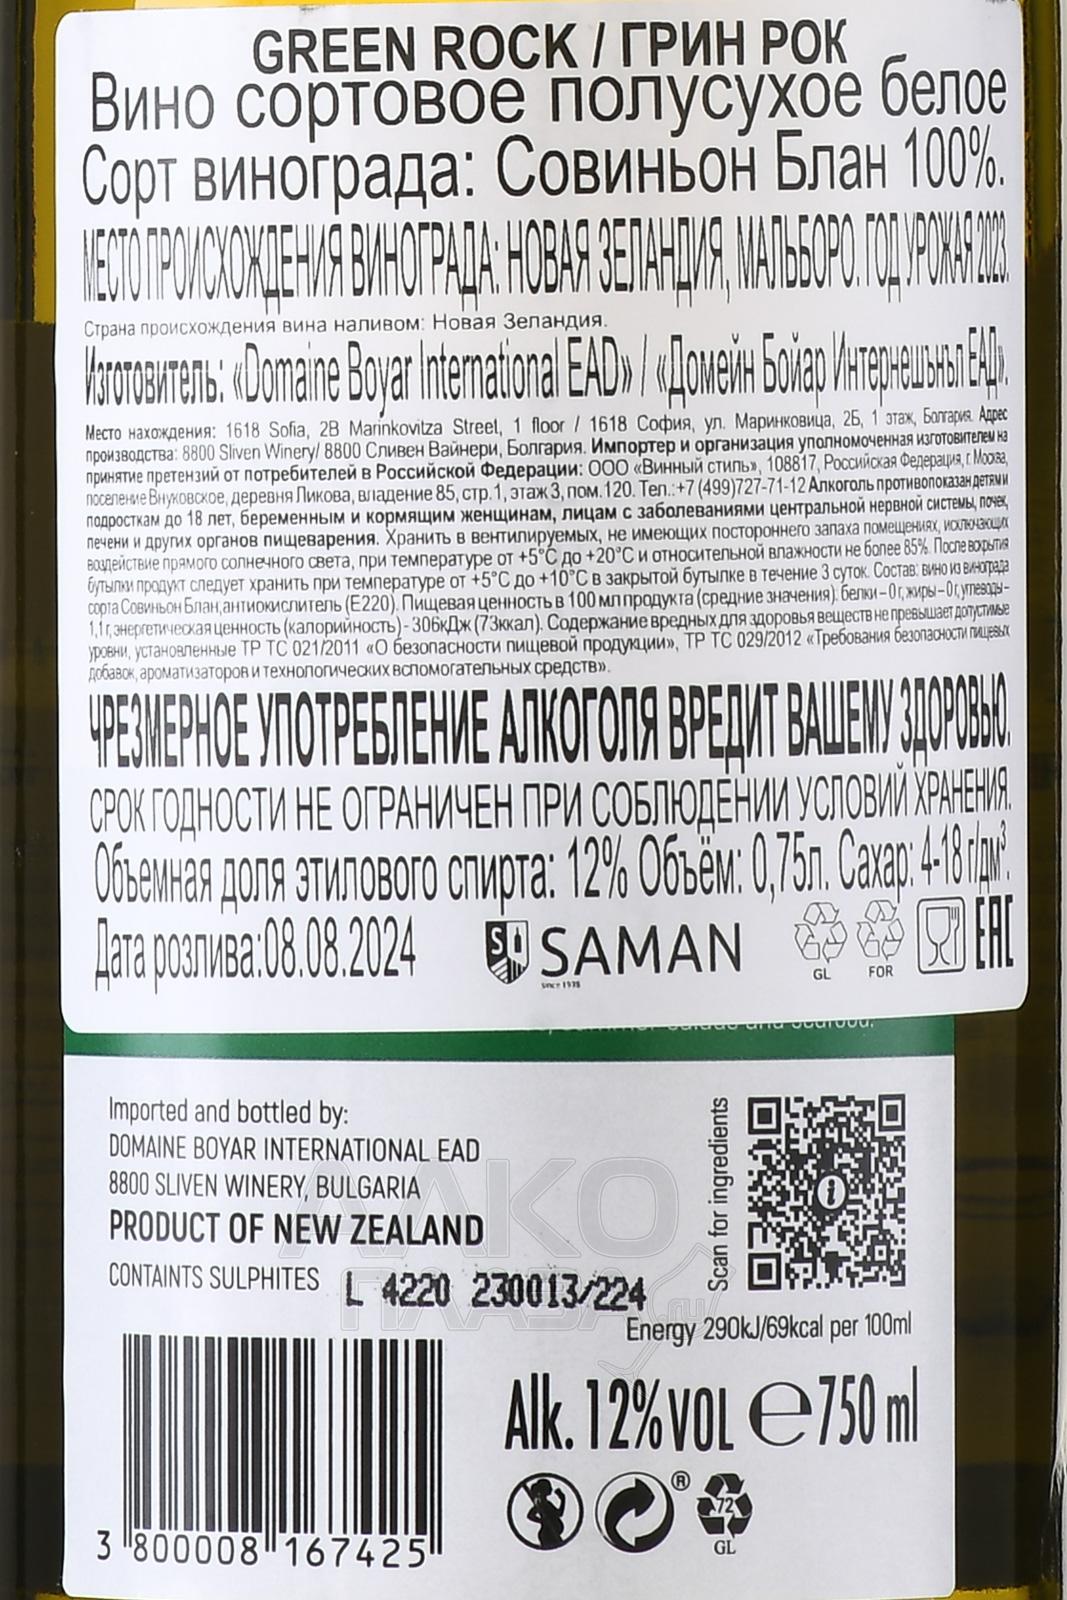 GREEN ROCK / ГРИН РОК
Вино сортовое полусухое белое
Сорт винограда: Совиньон Блан 100%.
МЕСТО ПРОИСХОЖДЕНИЯ ВИНОГРАДА: НОВАЯ ЗЕЛАНДИЯ, МАЛЬБОРО. ГОД УРОЖАЯ 2023.
Страна происхождения вина наливом: Новая Зеландия.
Изготовитель: «Domaine Boyar International EAD» / «Домейн Бойар Интернешънъл ЕАД».
Место нахождения: 1618 Sofia, 2B Marinkovitza Street, 1 floor / 1618 София, ул. Маринковица, 2Б, 1 этаж, Болгария. Адрес
производства: 8800 Sliven Winery/ 8800 Сливен Вайнери, Болгария. Импортер и организация уполномоченная изготовителем на
принятие претензий от потребителей в Российской Федерации: ООО «Винный стиль», 108817, Российская Федерация, г. Москва,
поселение Внуковское, деревня Ликова, владение 85, стр. 1, этаж 3, пом. 120. Тел.: +7 (499)727-71-12 Алкоголь противопоказан детям и
подросткам до 18 лет, беременным и кормящим женщинам, лицам с заболеваниями центральной нервной системы, почек,
печени и других органов пищеварения. Хранить в вентилируемых, не имеющих постороннего запаха помещениях, исключающих
воздействие прямого солнечного света, при температуре от +5°С до +20°С и относительной влажности не более 85%. После вскрытия
бутылки продукт следует хранить при температуре от +5°С до +10°С в закрытой бутылке в течение 3 суток. Состав: вино из винограда
сорта Совиньон Блан, антиокислитель (Е220). Пищевая ценность в 100 мл продукта (средние значения): белки – 0 г, жиры – 0 г, углеводы –
1,1 г, энергетическая ценность (калорийность) - 306кДж (73ккал). Содержание вредных для здоровья веществ не превышает допустимые
уровни, установленные ТР ТС 021/2011 «О безопасности пищевой продукции», ТР ТС 029/2012 «Требования безопасности пищевых
добавок, ароматизаторов и технологических вспомогательных средств».
ЧРЕЗМЕРНОЕ УПОТРЕБЛЕНИЕ АЛКОГОЛЯ ВРЕДИТ ВАШЕМУ ЗДОРОВЬЮ.
СРОК ГОДНОСТИ НЕ ОГРАНИЧЕН ПРИ СОБЛЮДЕНИИ УСЛОВИЙ ХРАНЕНИЯ.
Объемная доля этилового спирта: 12% Объём: 0,75л. Сахар: 4-18 г/дм³.
Дата розлива:08.08.2024
S SAMAN
since 1938
GL FOR EAC
salads and seafood.
Imported and bottled by:
DOMAINE BOYAR INTERNATIONAL EAD
8800 SLIVEN WINERY, BULGARIA
PRODUCT OF NEW ZEALAND
CONTAINTS SULPHITES
L 4220 230013/224
Scan for ingredients
i
Energy 290kJ/69kcal per 100ml
Alk. 12% VOL ℮ 750 ml
®
72
GL
3 800008 167425
АЛКО
ПЛАЗА
.ru